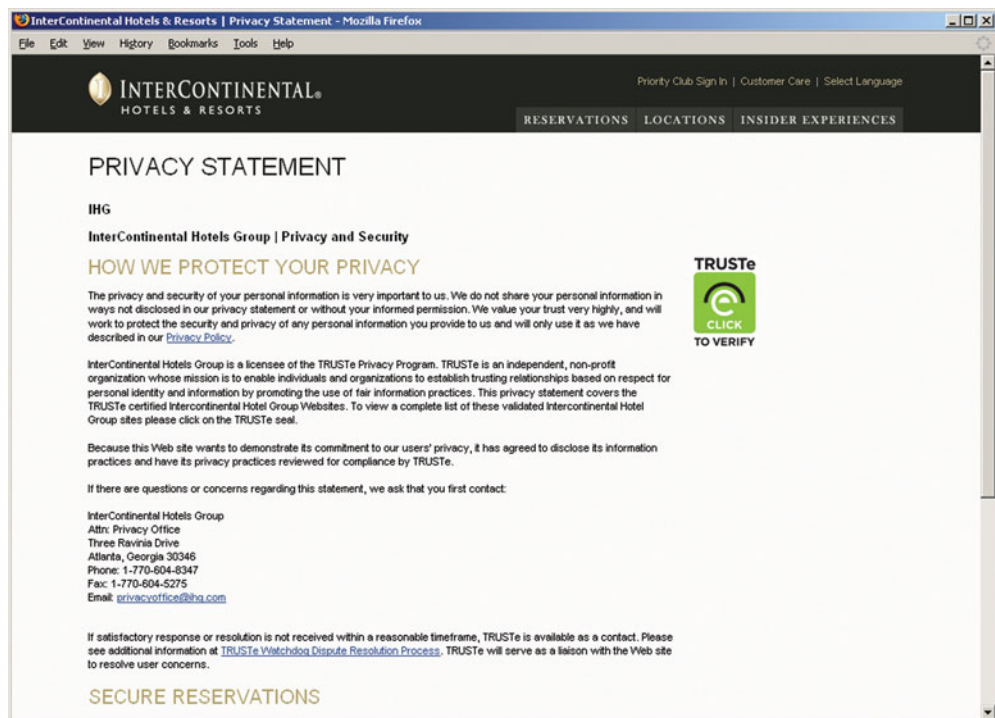 InterContinental Hotels & Resorts | Privacy Statement - Mozilla Firefox
File Edit View History Bookmarks Tools Help
Priority Club Sign In | Customer Care | Select Language
INTERCONTINENTAL®
HOTELS & RESORTS
RESERVATIONS LOCATIONS INSIDER EXPERIENCES
PRIVACY STATEMENT
IHG
InterContinental Hotels Group | Privacy and Security
HOW WE PROTECT YOUR PRIVACY
The privacy and security of your personal information is very important to us. We do not share your personal information in
ways not disclosed in our privacy statement or without your informed permission. We value your trust very highly, and will
work to protect the security and privacy of any personal information you provide to us and will only use it as we have
described in our Privacy Policy.
TRUSTe
CLICK
TO VERIFY
InterContinental Hotels Group is a licensee of the TRUSTe Privacy Program. TRUSTe is an independent, non-profit
organization whose mission is to enable individuals and organizations to establish trusting relationships based on respect for
personal identity and information by promoting the use of fair information practices. This privacy statement covers the
TRUSTe certified Intercontinental Hotel Group Websites. To view a complete list of these validated Intercontinental Hotel
Group sites please click on the TRUSTe seal.
Because this Web site wants to demonstrate its commitment to our users' privacy, it has agreed to disclose its information
practices and have its privacy practices reviewed for compliance by TRUSTe.
If there are questions or concerns regarding this statement, we ask that you first contact:
InterContinental Hotels Group
Attn: Privacy Office
Three Ravinia Drive
Atlanta, Georgia 30346
Phone: 1-770-604-8347
Fax: 1-770-604-5275
Email: privacyoffice@ihg.com
If satisfactory response or resolution is not received within a reasonable timeframe, TRUSTe is available as a contact. Please
see additional information at TRUSTe Watchdog Dispute Resolution Process. TRUSTe will serve as a liaison with the Web site
to resolve user concerns.
SECURE RESERVATIONS